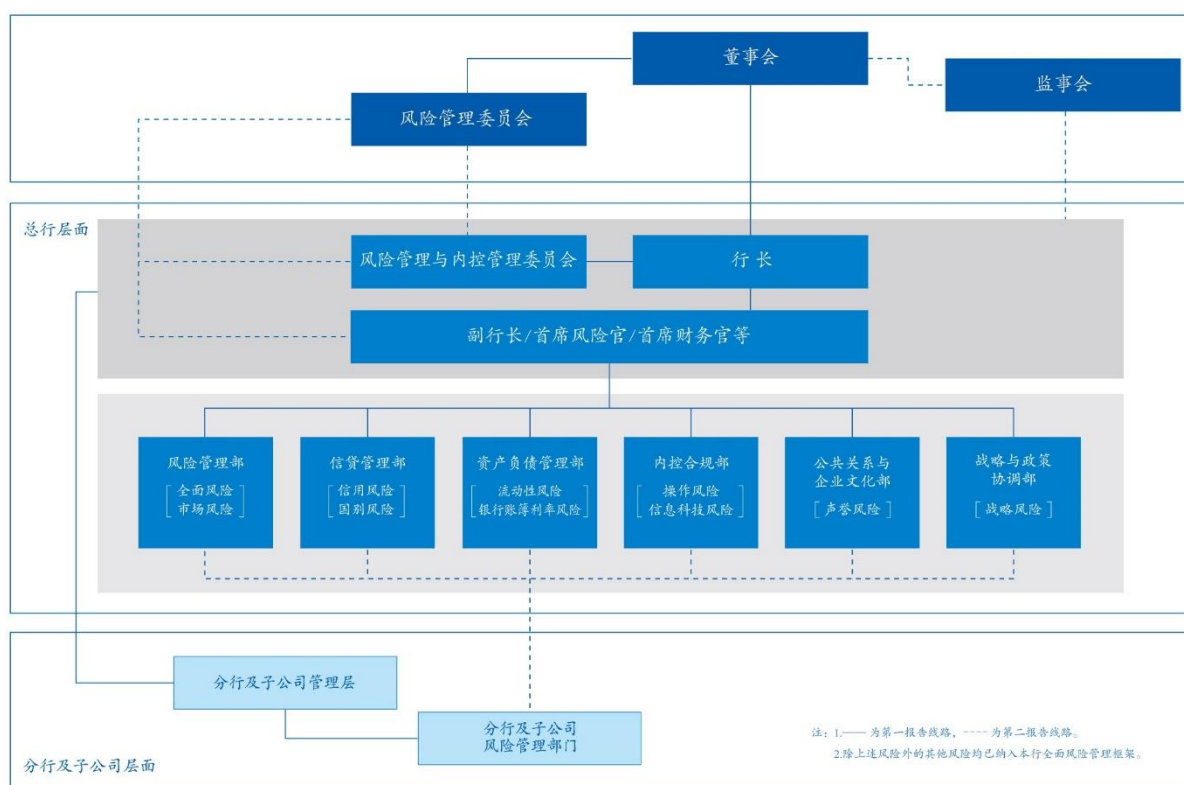 董事会
监事会
风险管理委员会
总行层面
风险管理与内控管理委员会
行 长
副行长/首席风险官/首席财务官等
风险管理部
[全面风险
市场风险]
信贷管理部
[信用风险
国别风险]
资产负债管理部
[流动性风险
银行账簿利率风险]
内控合规部
[操作风险
信息科技风险]
公共关系与
企业文化部
[声誉风险]
战略与政策
协调部
[战略风险]
分行及子公司管理层
分行及子公司
风险管理部门
注：1.—— 为第一报告线路，---- 为第二报告线路。
2.除上述风险外的其他风险均已纳入本行全面风险管理框架。
分行及子公司层面